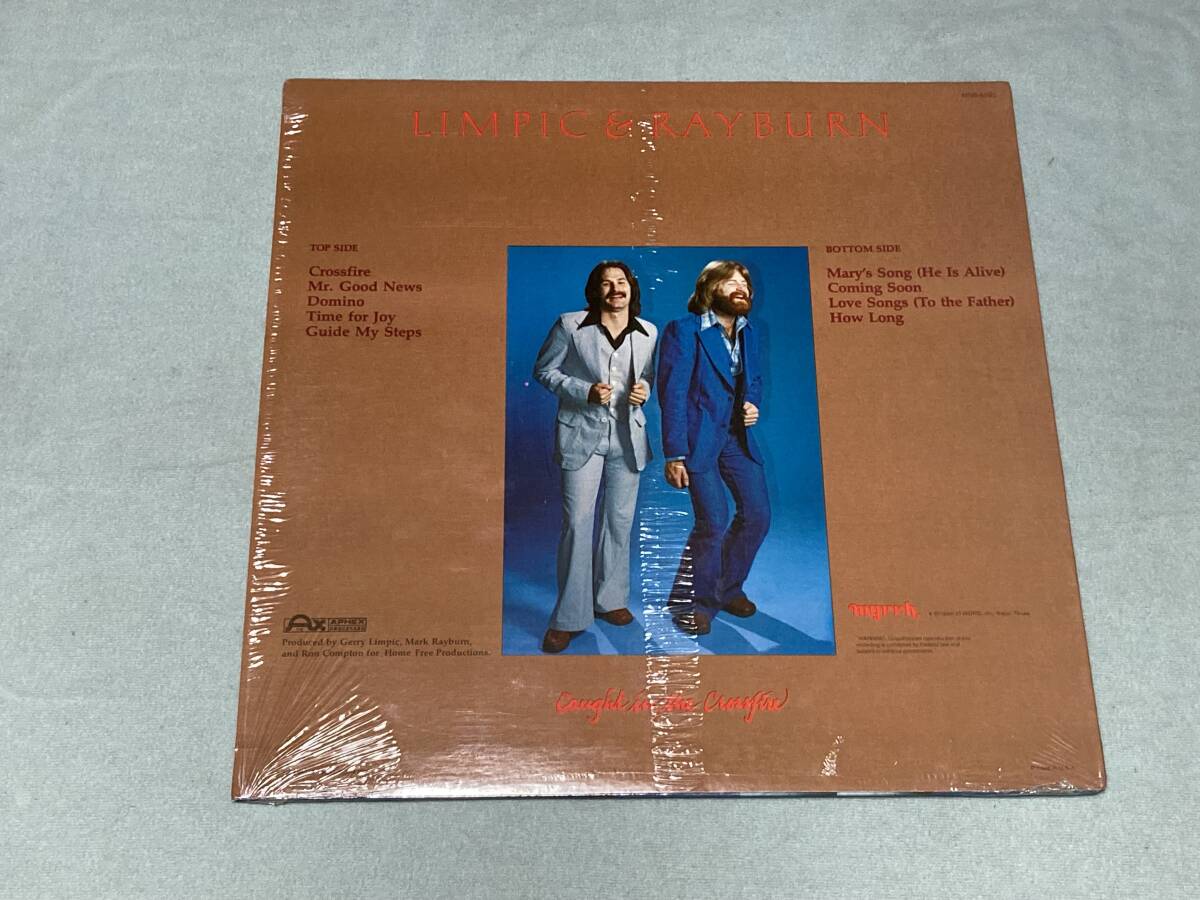 LIMPIC & RAYBURN
TOP SIDE
Crossfire
Mr. Good News
Domino
Time for Joy
Guide My Steps
BOTTOM SIDE
Mary's Song (He Is Alive)
Coming Soon
Love Songs (To the Father)
How Long
Ax APHEX
Produced by Gerry Limpic, Mark Rayburn,
and Ron Compton for Home Free Productions.
myrrh
Caught in the Crossfire